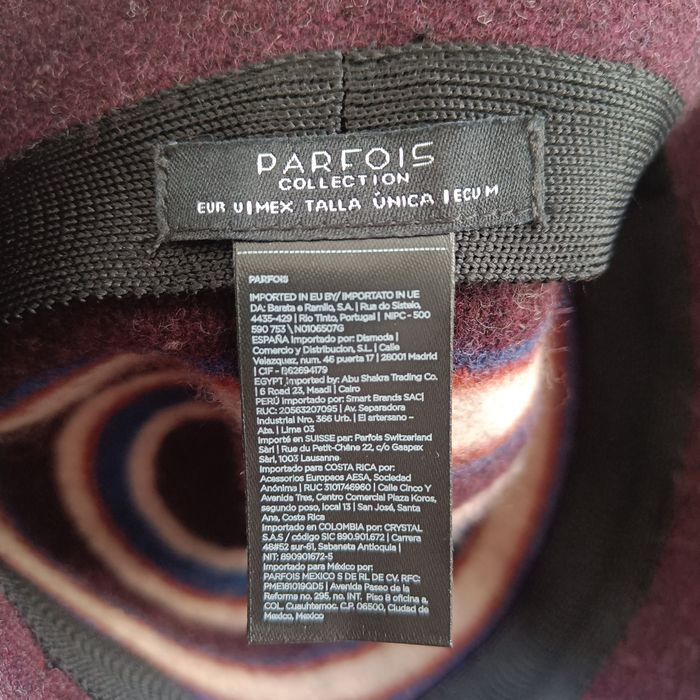 PARFOIS
COLLECTION
EUR U|MEX TALLA ÚNICA |ECU M
PARFOIS
IMPORTED IN EU BY/ IMPORTATO IN UE
DA: Barata e Ramilo, S.A. | Rua do Sistelo,
4435-429 | Rio Tinto, Portugal | NIPC - 500
590 753 \ N0106507G
ESPAÑA Importado por: Dismoda |
Comercio y Distribucion, S.L. | Calle
Velazquez, num. 46 puerta 17 | 28001 Madrid
| CIF - B62694179
EGYPT Imported by: Abu Shakra Trading Co.
| 6 Road 23, Maadi | Cairo
PERÚ Importado por: Smart Brands SAC|
RUC: 20563207095 | Av. Separadora
Industrial Nro. 366 Urb. | El artersano –
Ata. | Lima 03
Importé en SUISSE par: Parfois Switzerland
Sàrl | Rue du Petit-Chêne 22, c/o Gaspex
Sàrl, 1003 Lausanne
Importado para COSTA RICA por:
Acessorios Europeos AESA, Sociedad
Anónima | RUC 3101746960 | Calle Cinco Y
Avenida Tres, Centro Comercial Plaza Koros,
segundo poso, local 13 | San José, Santa
Ana, Costa Rica
Importado en COLOMBIA por: CRYSTAL
S.A.S / código SIC 890.901.672 | Carrera
48#52 sur-81, Sabaneta Antioquia |
NIT: 890901672-5
Importado para México por:
PARFOIS MEXICO S DE RL DE CV. RFC:
PME181019GD5 | Avenida Paseo de la
Reforma no. 295, no. INT. Piso 8 oficina a,
COL. Cuauhtemoc. C.P. 06500, Ciudad de
Mexico, Mexico